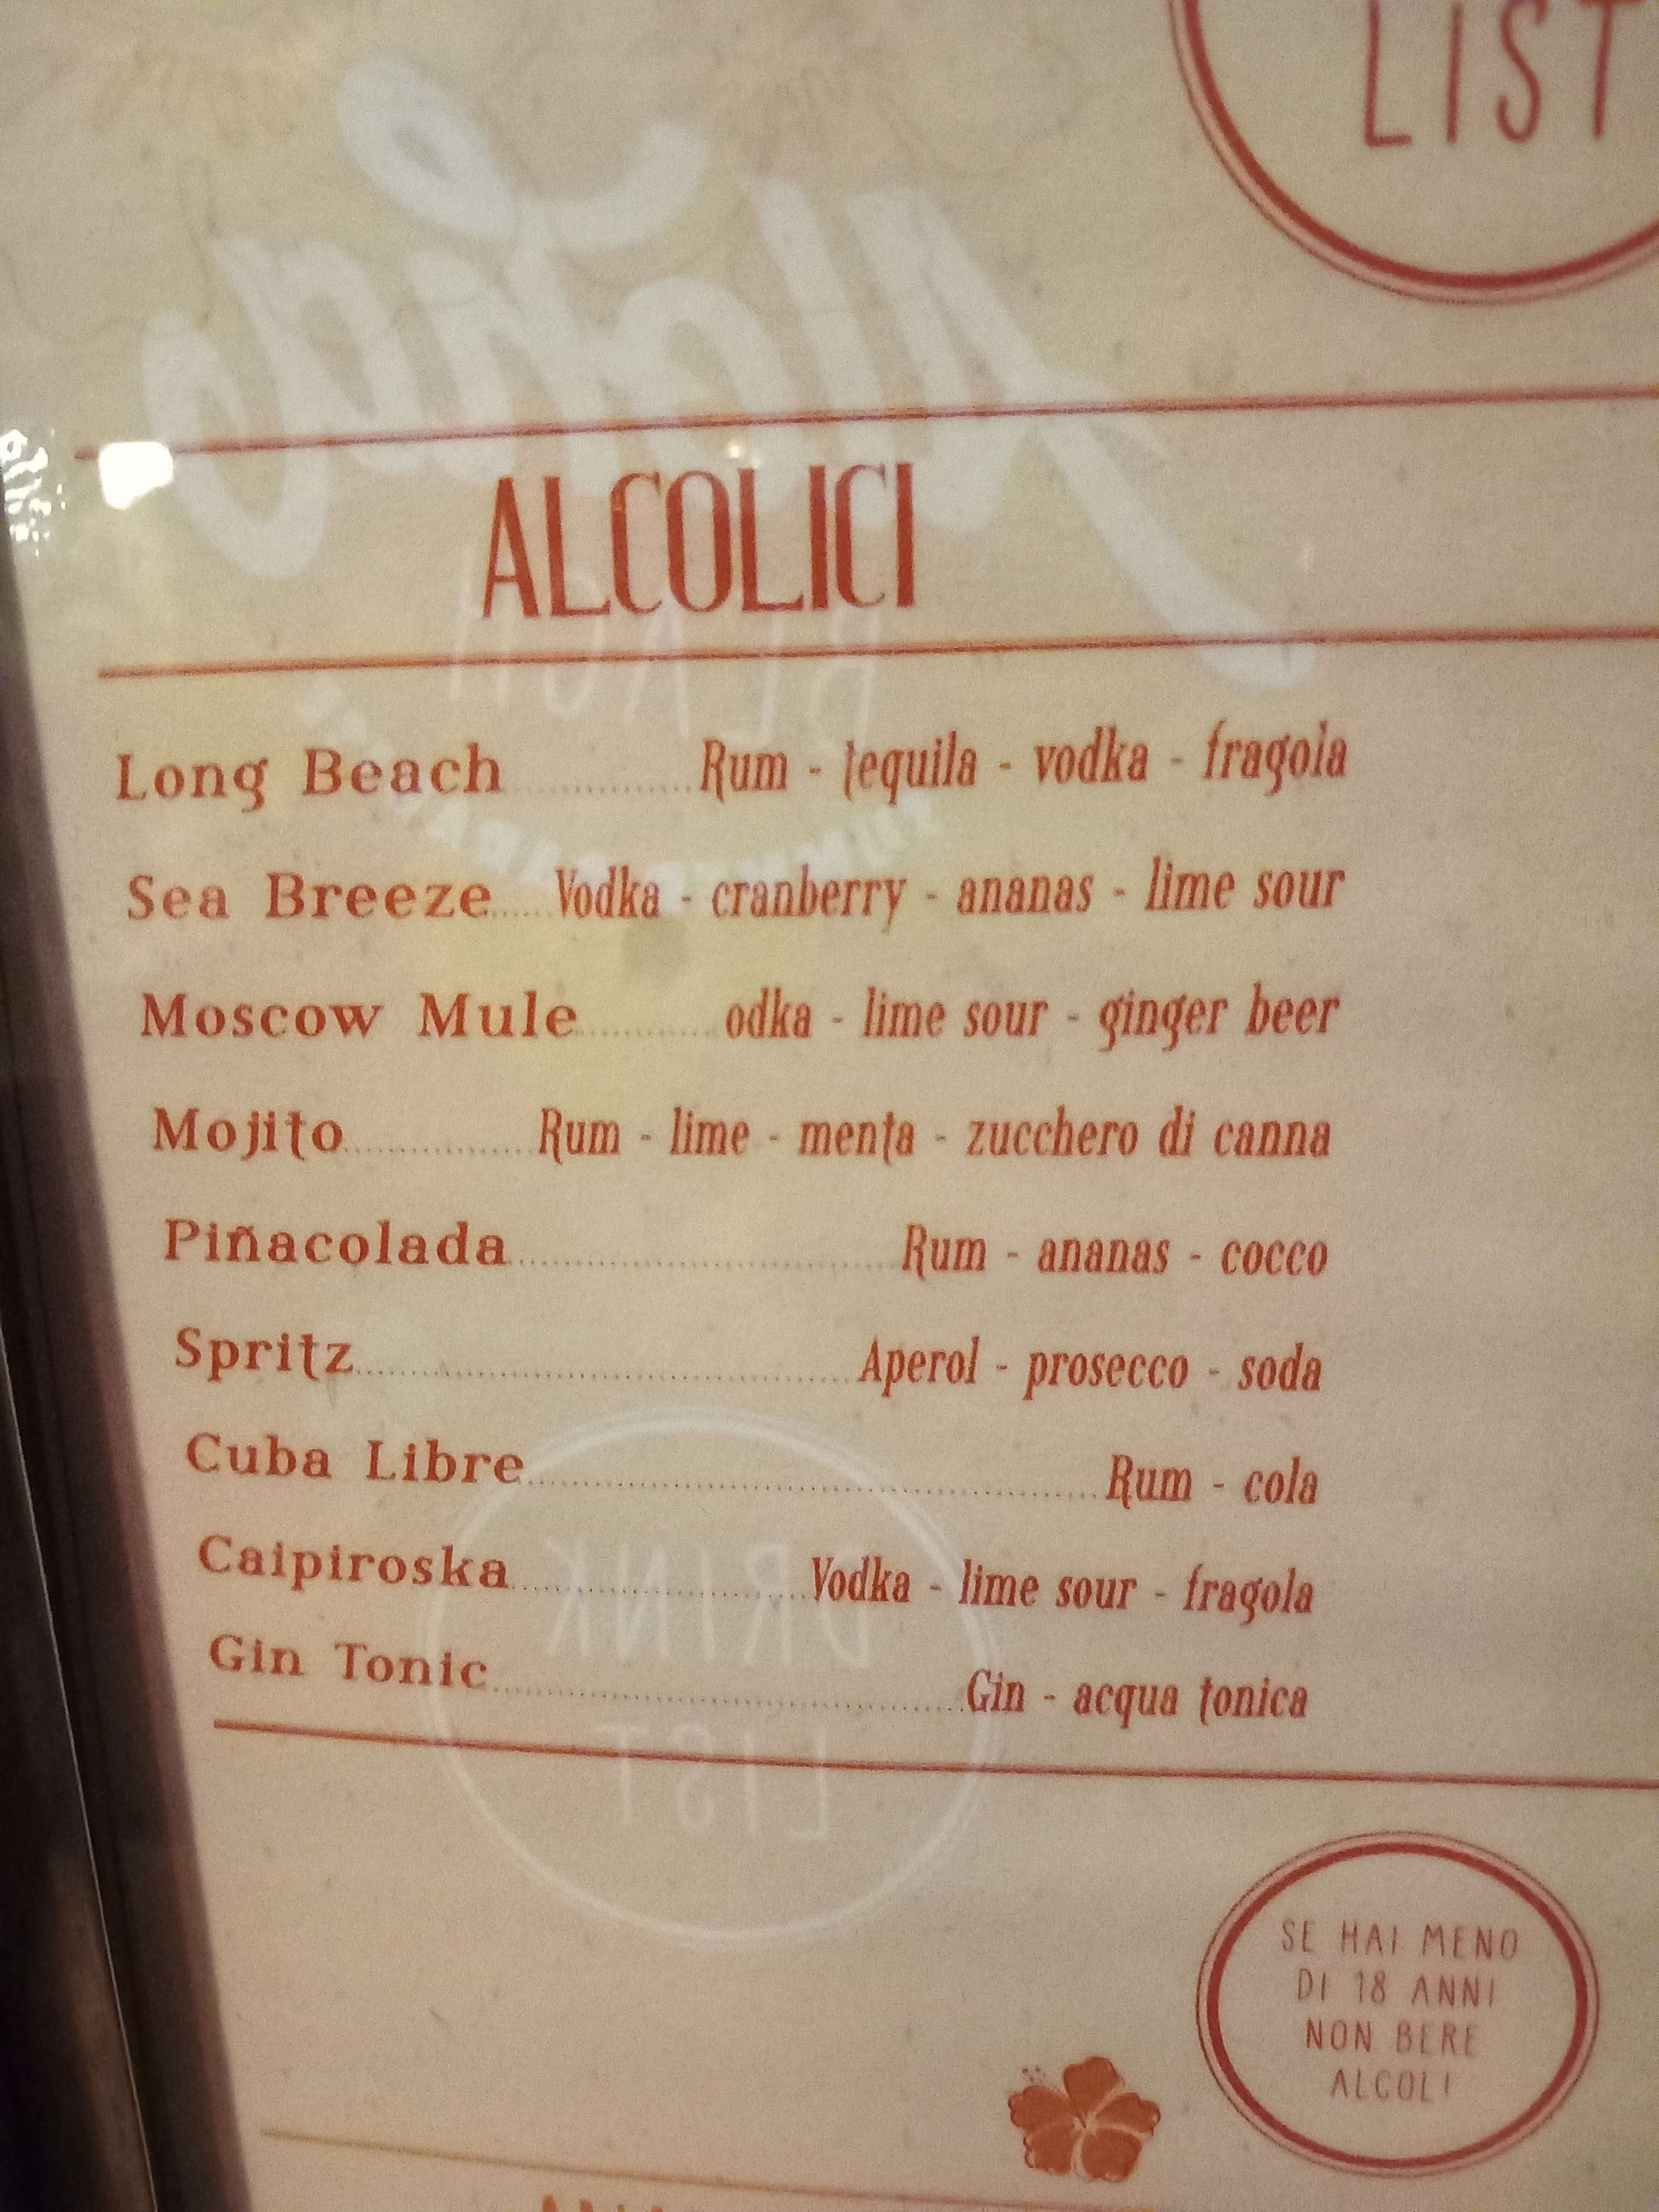 LIST
ALCOLICI
Long Beach ............ Rum - tequila - vodka - fragola
Sea Breeze ...... Vodka - cranberry - ananas - lime sour
Moscow Mule .......... odka - lime sour - ginger beer
Mojito ................ Rum - lime - menta - zucchero di canna
Piñacolada ................................ Rum - ananas - cocco
Spritz .......................................... Aperol - prosecco - soda
Cuba Libre ................................................ Rum - cola
Caipiroska ........................ Vodka - lime sour - fragola
Gin Tonic ........................................ Gin - acqua tonica
DRINK
LIST
SE HAI MENO
DI 18 ANNI
NON BERE
ALCOLI